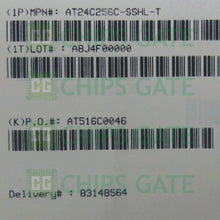 (1P)MPN#: AT24C256C-SSHL-T
(1T)LOT#: A8J4F00000
CHIPS GATE
(K)P.O.#: AT516C0046
CHIPS GATE
Delivery# : 83148564